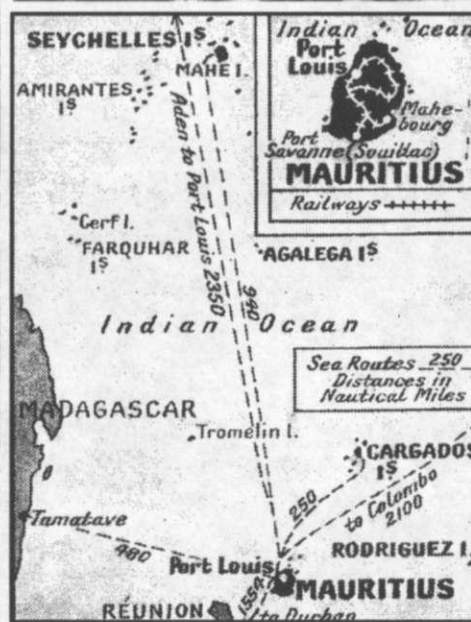 SEYCHELLES Iˢ
MAHE I.
AMIRANTES
Iˢ
Aden to Port Louis 2350
Cerf I.
FARQUHAR
Iˢ
940
AGALEGA Iˢ
Indian Ocean
Port
Louis
Mahe-
bourg
Port
Savanne (Souillac)
MAURITIUS
Railways
Indian Ocean
Sea Routes 250
Distances in
Nautical Miles
MADAGASCAR
Tromelin I.
CARGADOS
Iˢ
250
to Colombo
2100
Tamatave
480
Port Louis
RODRIGUEZ I.
MAURITIUS
RÉUNION
1554
to Durban